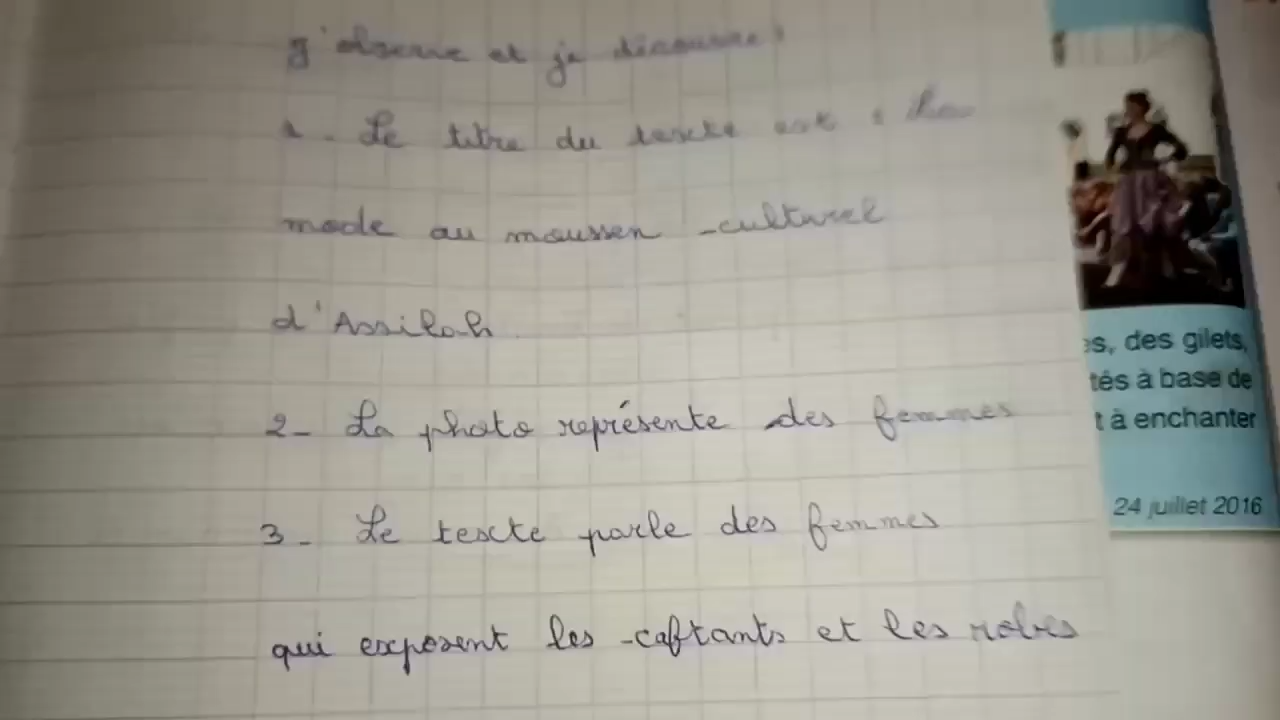 J'observe et je découvre :
1. Le titre du texte est : La
mode au moussem culturel
d'Assilah
2- La photo représente des femmes
3- Le texte parle des femmes
qui exposent les caftants et les robes
es, des gilets,
tés à base de
t à enchanter
24 juillet 2016